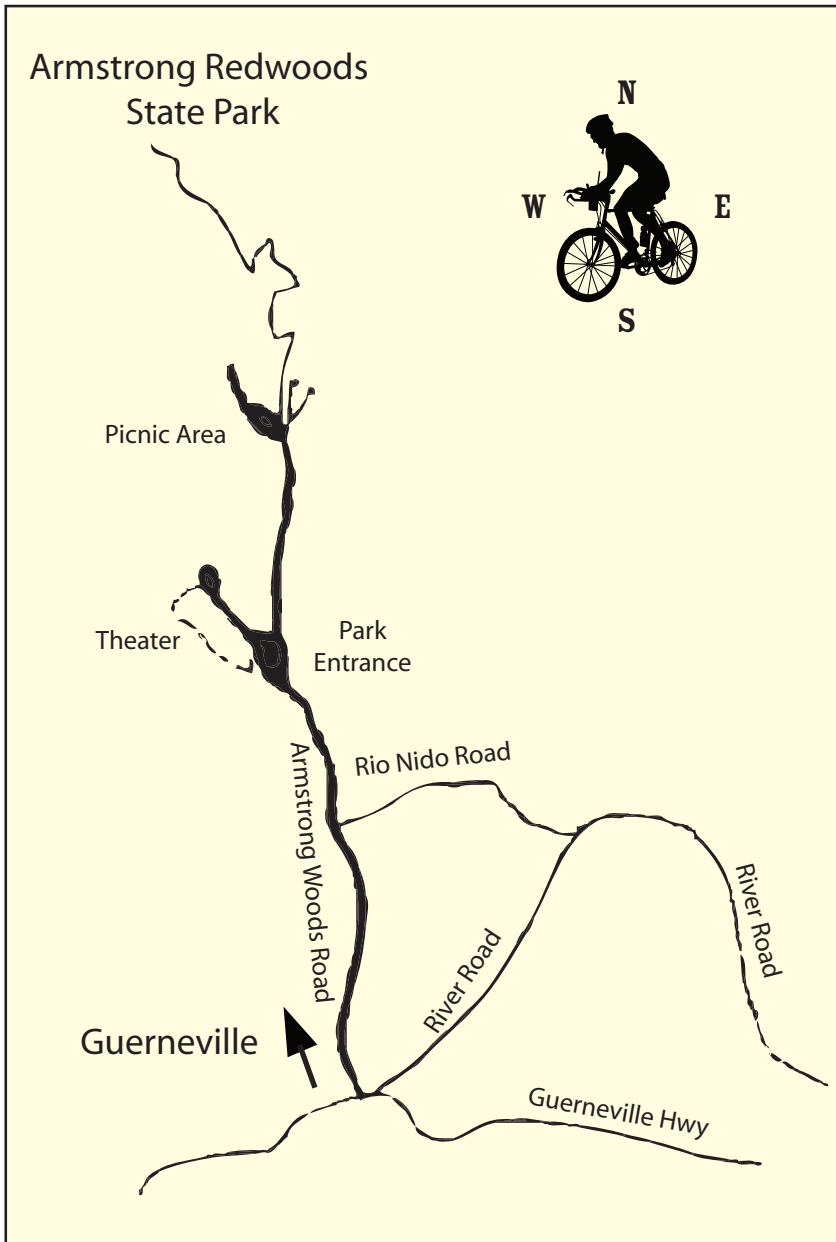 Armstrong Redwoods
State Park
N
W
E
S
Picnic Area
Theater
Park
Entrance
Rio Nido Road
Armstrong Woods Road
River Road
River Road
Guerneville
Guerneville Hwy